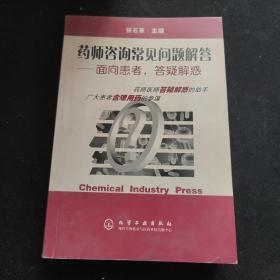 张石革 主编
药师咨询常见问题解答
——面向患者,答疑解惑
药师医师答疑解惑的助手
广大患者合理用药的参谋
Chemical Industry Press
化学工业出版社